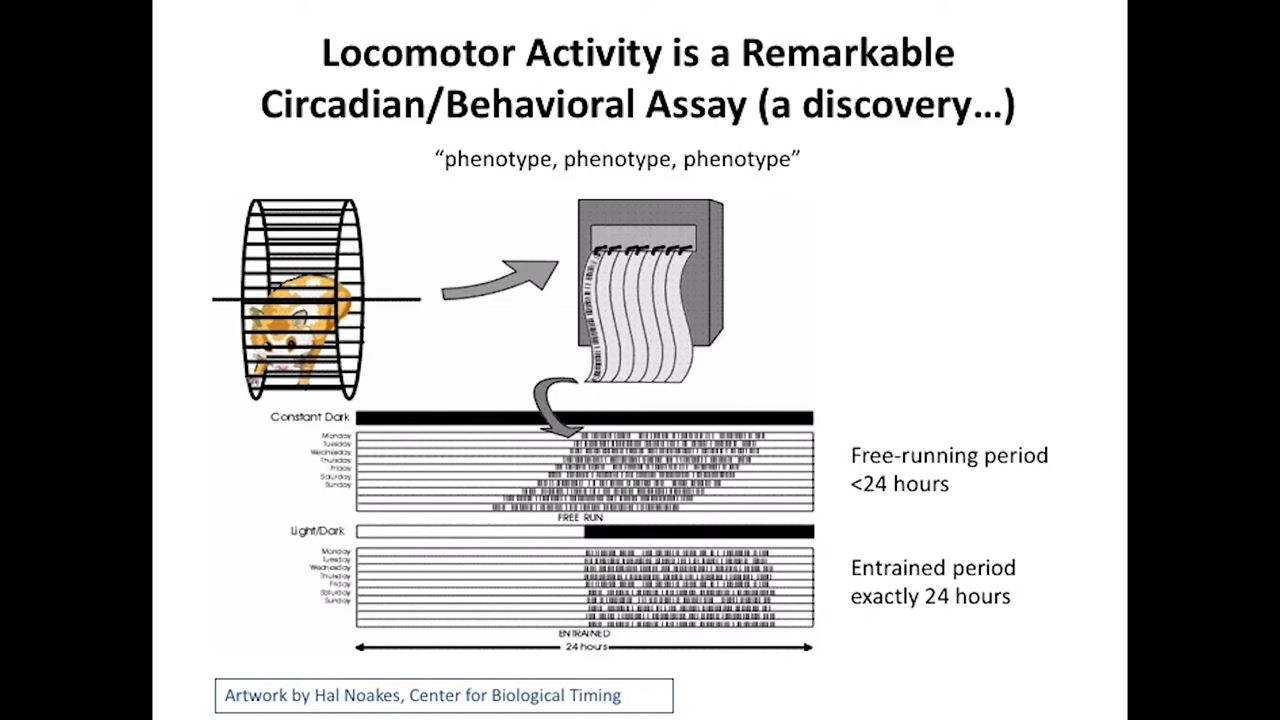 Locomotor Activity is a Remarkable
Circadian/Behavioral Assay (a discovery…)
“phenotype, phenotype, phenotype”
Constant Dark
Monday
Tuesday
Wednesday
Thursday
Friday
Saturday
Sunday
FREE RUN
Free-running period
<24 hours
Light/Dark
Monday
Tuesday
Wednesday
Thursday
Friday
Saturday
Sunday
ENTRAINED
24 hours
Entrained period
exactly 24 hours
Artwork by Hal Noakes, Center for Biological Timing